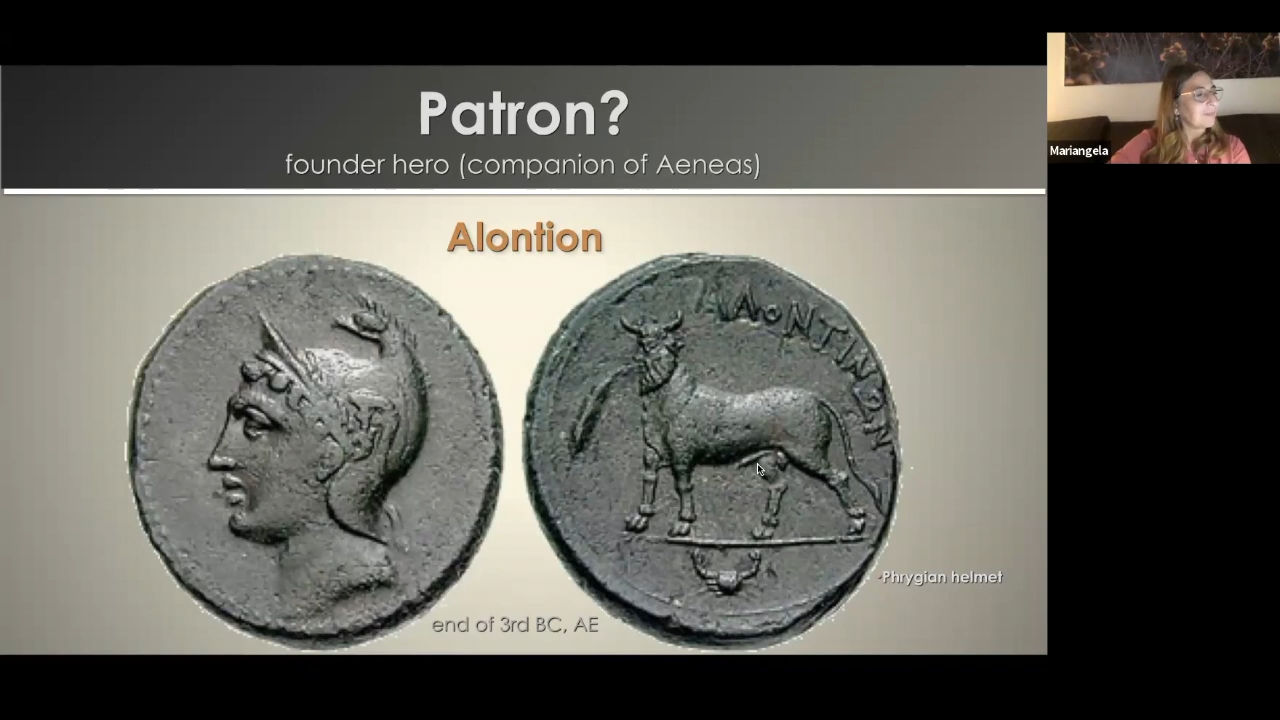 Patron?
founder hero (companion of Aeneas)
Alontion
ΑΛοΝΤΙΝΩΝ
-Phrygian helmet
end of 3rd BC, AE
Mariangela